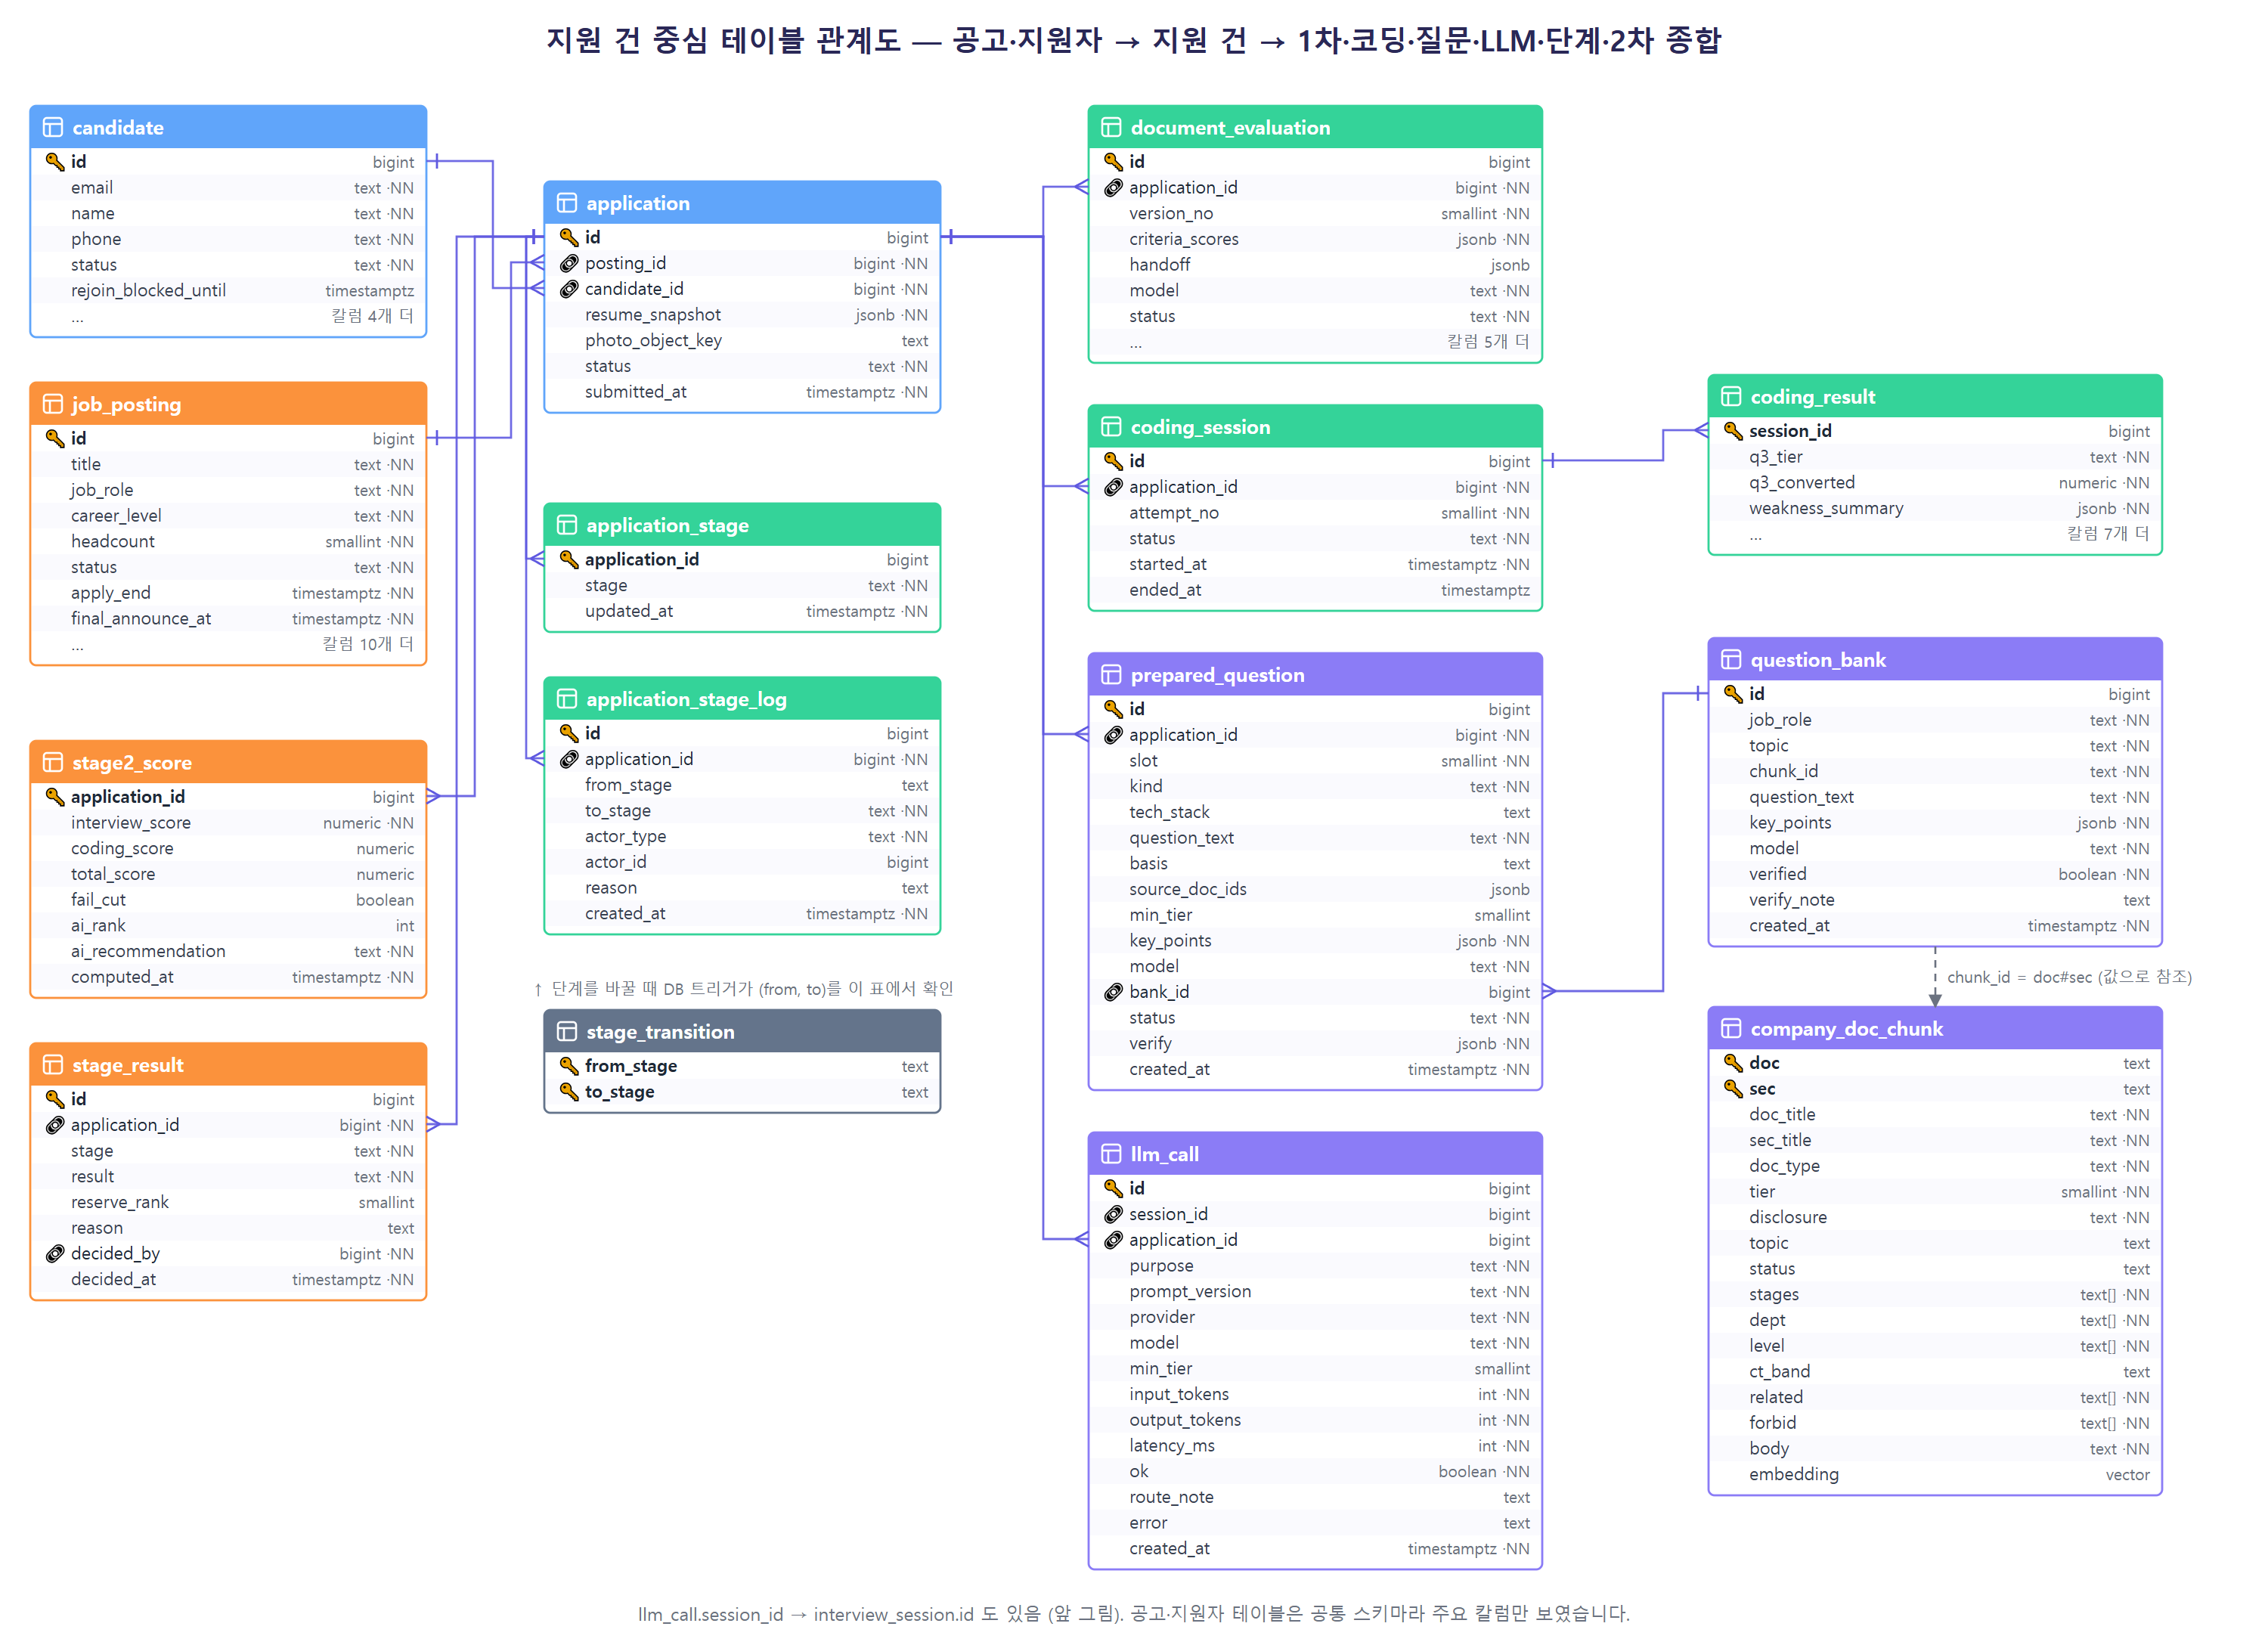 지원 건 중심 테이블 관계도 — 공고·지원자 → 지원 건 → 1차·코딩·질문·LLM·단계·2차 종합
candidate
id bigint
email text ·NN
name text ·NN
phone text ·NN
status text ·NN
rejoin_blocked_until timestamptz
... 칼럼 4개 더
job_posting
id bigint
title text ·NN
job_role text ·NN
career_level text ·NN
headcount smallint ·NN
status text ·NN
apply_end timestamptz ·NN
final_announce_at timestamptz ·NN
... 칼럼 10개 더
stage2_score
application_id bigint
interview_score numeric ·NN
coding_score numeric
total_score numeric
fail_cut boolean
ai_rank int
ai_recommendation text ·NN
computed_at timestamptz ·NN
stage_result
id bigint
application_id bigint ·NN
stage text ·NN
result text ·NN
reserve_rank smallint
reason text
decided_by bigint ·NN
decided_at timestamptz ·NN
application
id bigint
posting_id bigint ·NN
candidate_id bigint ·NN
resume_snapshot jsonb ·NN
photo_object_key text
status text ·NN
submitted_at timestamptz ·NN
application_stage
application_id bigint
stage text ·NN
updated_at timestamptz ·NN
application_stage_log
id bigint
application_id bigint ·NN
from_stage text
to_stage text ·NN
actor_type text ·NN
actor_id bigint
reason text
created_at timestamptz ·NN
↑ 단계를 바꿀 때 DB 트리거가 (from, to)를 이 표에서 확인
stage_transition
from_stage text
to_stage text
document_evaluation
id bigint
application_id bigint ·NN
version_no smallint ·NN
criteria_scores jsonb ·NN
handoff jsonb
model text ·NN
status text ·NN
... 칼럼 5개 더
coding_session
id bigint
application_id bigint ·NN
attempt_no smallint ·NN
status text ·NN
started_at timestamptz ·NN
ended_at timestamptz
prepared_question
id bigint
application_id bigint ·NN
slot smallint ·NN
kind text ·NN
tech_stack text
question_text text ·NN
basis text
source_doc_ids jsonb
min_tier smallint
key_points jsonb ·NN
model text ·NN
bank_id bigint
status text ·NN
verify jsonb ·NN
created_at timestamptz ·NN
llm_call
id bigint
session_id bigint
application_id bigint
purpose text ·NN
prompt_version text ·NN
provider text ·NN
model text ·NN
min_tier smallint
input_tokens int ·NN
output_tokens int ·NN
latency_ms int ·NN
ok boolean ·NN
route_note text
error text
created_at timestamptz ·NN
coding_result
session_id bigint
q3_tier text ·NN
q3_converted numeric ·NN
weakness_summary jsonb ·NN
... 칼럼 7개 더
question_bank
id bigint
job_role text ·NN
topic text ·NN
chunk_id text ·NN
question_text text ·NN
key_points jsonb ·NN
model text ·NN
verified boolean ·NN
verify_note text
created_at timestamptz ·NN
chunk_id = doc#sec (값으로 참조)
company_doc_chunk
doc text
sec text
doc_title text ·NN
sec_title text ·NN
doc_type text ·NN
tier smallint ·NN
disclosure text ·NN
topic text
status text
stages text[] ·NN
dept text[] ·NN
level text[] ·NN
ct_band text
related text[] ·NN
forbid text[] ·NN
body text ·NN
embedding vector
llm_call.session_id → interview_session.id 도 있음 (앞 그림). 공고·지원자 테이블은 공통 스키마라 주요 칼럼만 보였습니다.